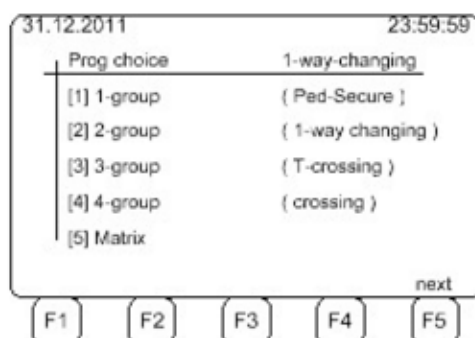 31.12.2011 23:59:59
Prog choice 1-way-changing
[1] 1-group ( Ped-Secure )
[2] 2-group ( 1-way changing )
[3] 3-group ( T-crossing )
[4] 4-group ( crossing )
[5] Matrix
next
F1 F2 F3 F4 F5